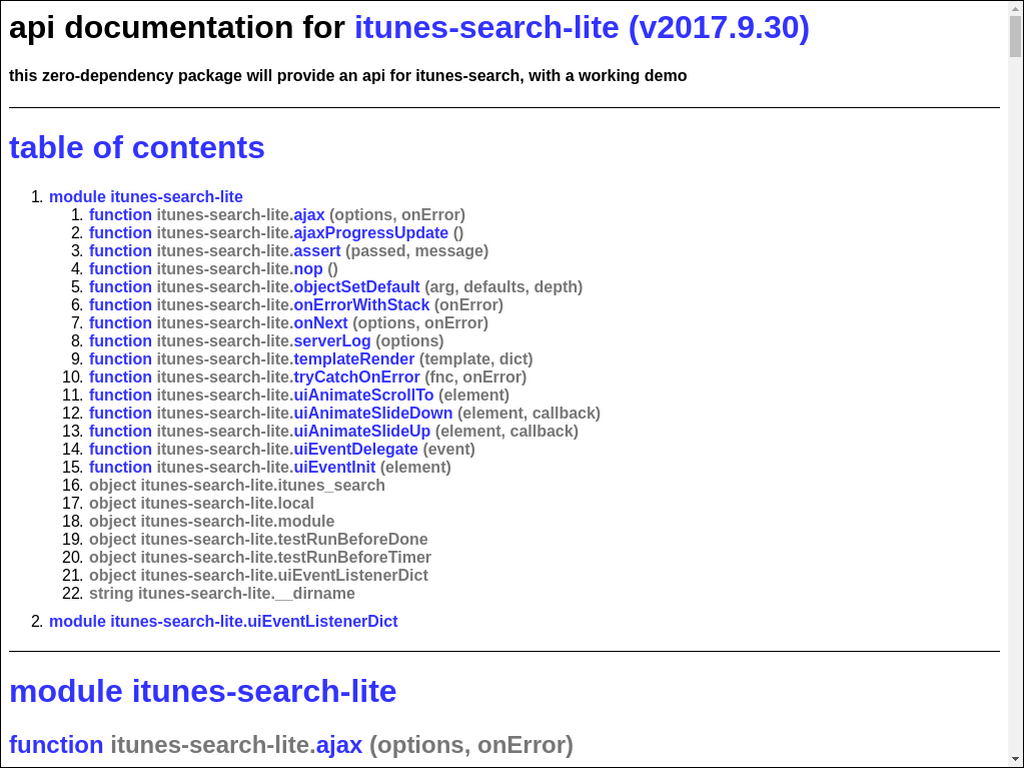 api documentation for itunes-search-lite (v2017.9.30)
this zero-dependency package will provide an api for itunes-search, with a working demo
table of contents
1. module itunes-search-lite
1. function itunes-search-lite.ajax (options, onError)
2. function itunes-search-lite.ajaxProgressUpdate ()
3. function itunes-search-lite.assert (passed, message)
4. function itunes-search-lite.nop ()
5. function itunes-search-lite.objectSetDefault (arg, defaults, depth)
6. function itunes-search-lite.onErrorWithStack (onError)
7. function itunes-search-lite.onNext (options, onError)
8. function itunes-search-lite.serverLog (options)
9. function itunes-search-lite.templateRender (template, dict)
10. function itunes-search-lite.tryCatchOnError (fnc, onError)
11. function itunes-search-lite.uiAnimateScrollTo (element)
12. function itunes-search-lite.uiAnimateSlideDown (element, callback)
13. function itunes-search-lite.uiAnimateSlideUp (element, callback)
14. function itunes-search-lite.uiEventDelegate (event)
15. function itunes-search-lite.uiEventInit (element)
16. object itunes-search-lite.itunes_search
17. object itunes-search-lite.local
18. object itunes-search-lite.module
19. object itunes-search-lite.testRunBeforeDone
20. object itunes-search-lite.testRunBeforeTimer
21. object itunes-search-lite.uiEventListenerDict
22. string itunes-search-lite.__dirname
2. module itunes-search-lite.uiEventListenerDict
module itunes-search-lite
function itunes-search-lite.ajax (options, onError)